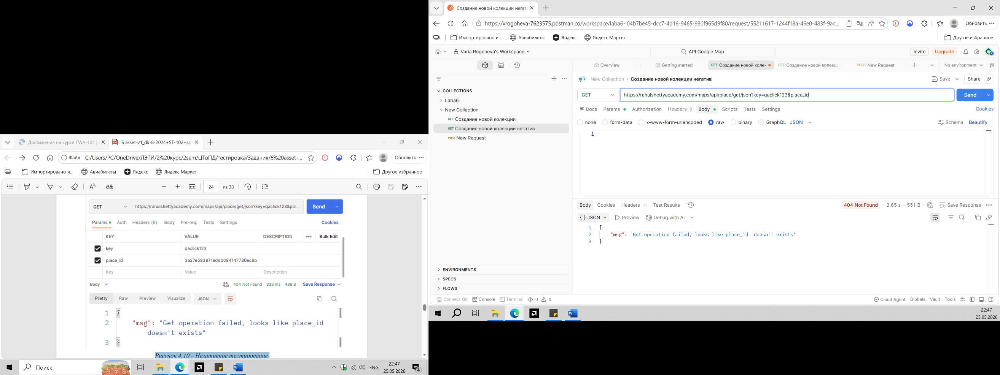 Достижения на курсе TWA-101 |
6 asset-v1_dk-8-2024+ST-102+spr
Файл
C:/Users/PC/OneDrive/ЛЭТИ/2%20курс/2sem/ЦТвПД/тестировка/Задания/6%20asset-...
Обновить
Импортировано и...
Авиабилеты
Яндекс
Яндекс Маркет
Другое избранное
24
из 33
GET
https://rahulshettyacademy.com/maps/api/place/get/json?key=qaclick123&pla...
Send
Params
Auth
Headers (6)
Body
Pre-req.
Tests
Settings
Cookies
KEY
VALUE
DESCRIPTION
Bulk Edit
key
qaclick123
place_id
3a27e583971edd0084147730ec8b
Key
Value
Description
Body
404 Not Found
838 ms
489 B
Save Response
Pretty
Raw
Preview
Visualize
JSON
1 {
2 "msg": "Get operation failed, looks like place_id
doesn't exists"
3 }
Рисунок 4.10 – Негативное тестирование
Поиск
ENG
22:47
25.05.2026
4
Создание новой колекции негати
https://vrogoheva-7623575.postman.co/workspace/laba6~04b7be45-dcc7-4d16-9465-930f965d9f80/request/55211617-1244f18a-46e0-483f-9ac...
Обновить
Импортировано и...
Авиабилеты
Яндекс
Яндекс Маркет
Другое избранное
Varia Rogoheva's Workspace
API Google Map
Invite
Upgrade
Overview
Getting started
GET Создание новой колек
GET Создание новой колекц
POST New Request
No environment
COLLECTIONS
Laba6
New Collection
GET Создание новой колекции
GET Создание новой колекции негатив
POST New Request
ENVIRONMENTS
SPECS
FLOWS
HTTP
New Collection > Создание новой колекции негатив
Save
Share
GET
https://rahulshettyacademy.com/maps/api/place/get/json?key=qaclick123&place_id
Send
Docs
Params
Authorization
Headers 9
Body
Scripts
Tests
Settings
Cookies
none
form-data
x-www-form-urlencoded
raw
binary
GraphQL
JSON
Schema
Beautify
1
Body
Cookies
Headers 11
Test Results
404 Not Found
2.65 s
551 B
e.g. Save Response
{} JSON
Preview
Debug with AI
1 {
2 "msg": "Get operation failed, looks like place_id  doesn't exists"
3 }
Connect Git
Console
Terminal
0
0
Cloud Agent
Globals
Vault
Tools
22:47
25.05.2026